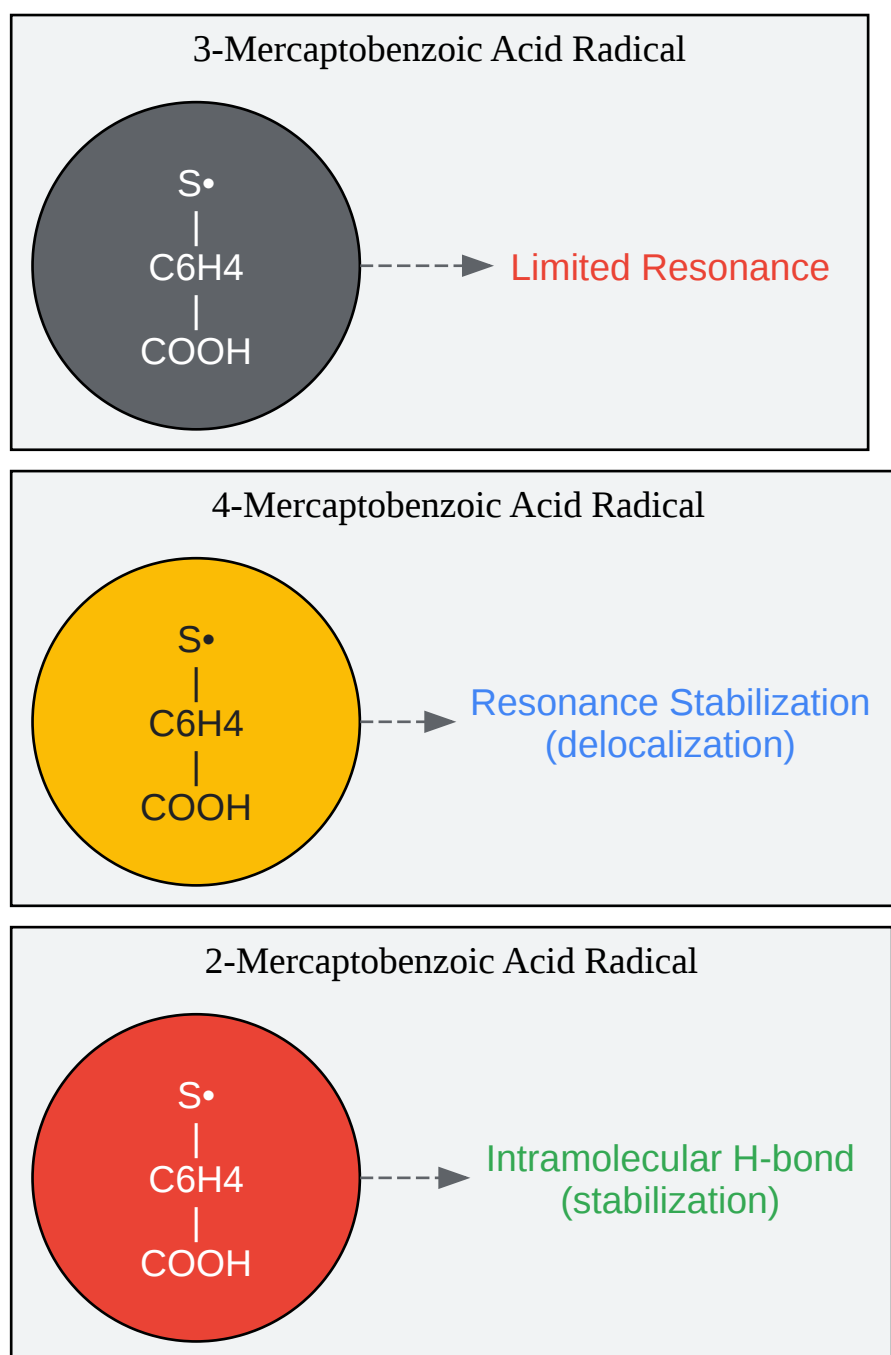 3-Mercaptobenzoic Acid Radical
S•
|
C6H4
|
COOH
Limited Resonance
4-Mercaptobenzoic Acid Radical
S•
|
C6H4
|
COOH
Resonance Stabilization
(delocalization)
2-Mercaptobenzoic Acid Radical
S•
|
C6H4
|
COOH
Intramolecular H-bond
(stabilization)